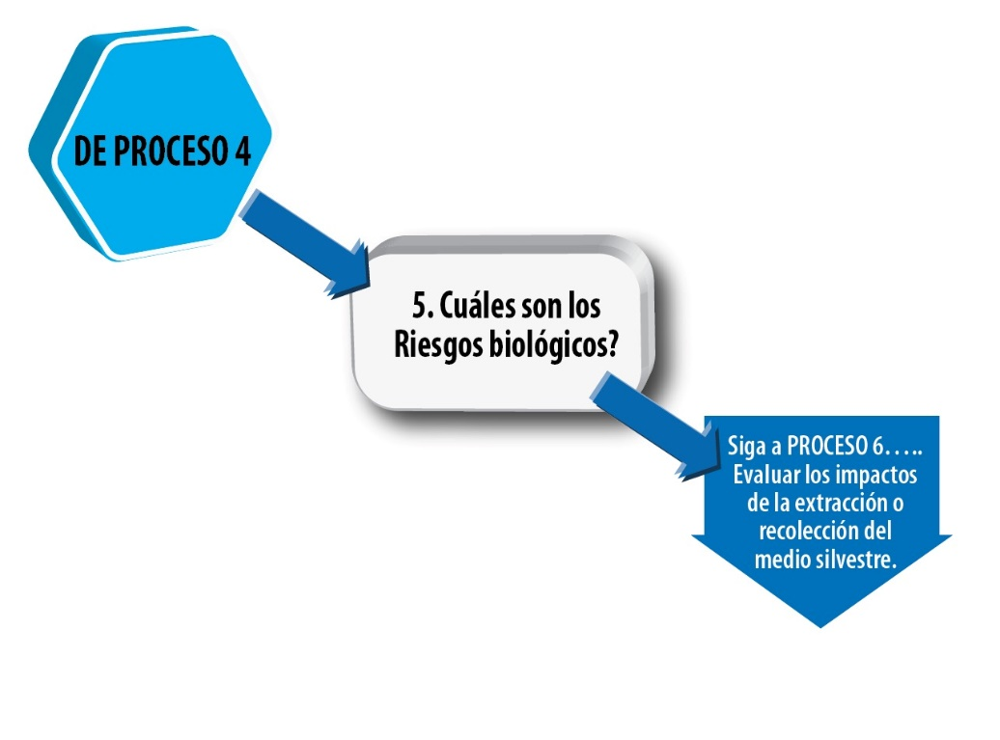 DE PROCESO 4
5. Cuáles son los
Riesgos biológicos?
Siga a PROCESO 6.....
Evaluar los impactos
de la extracción o
recolección del
medio silvestre.